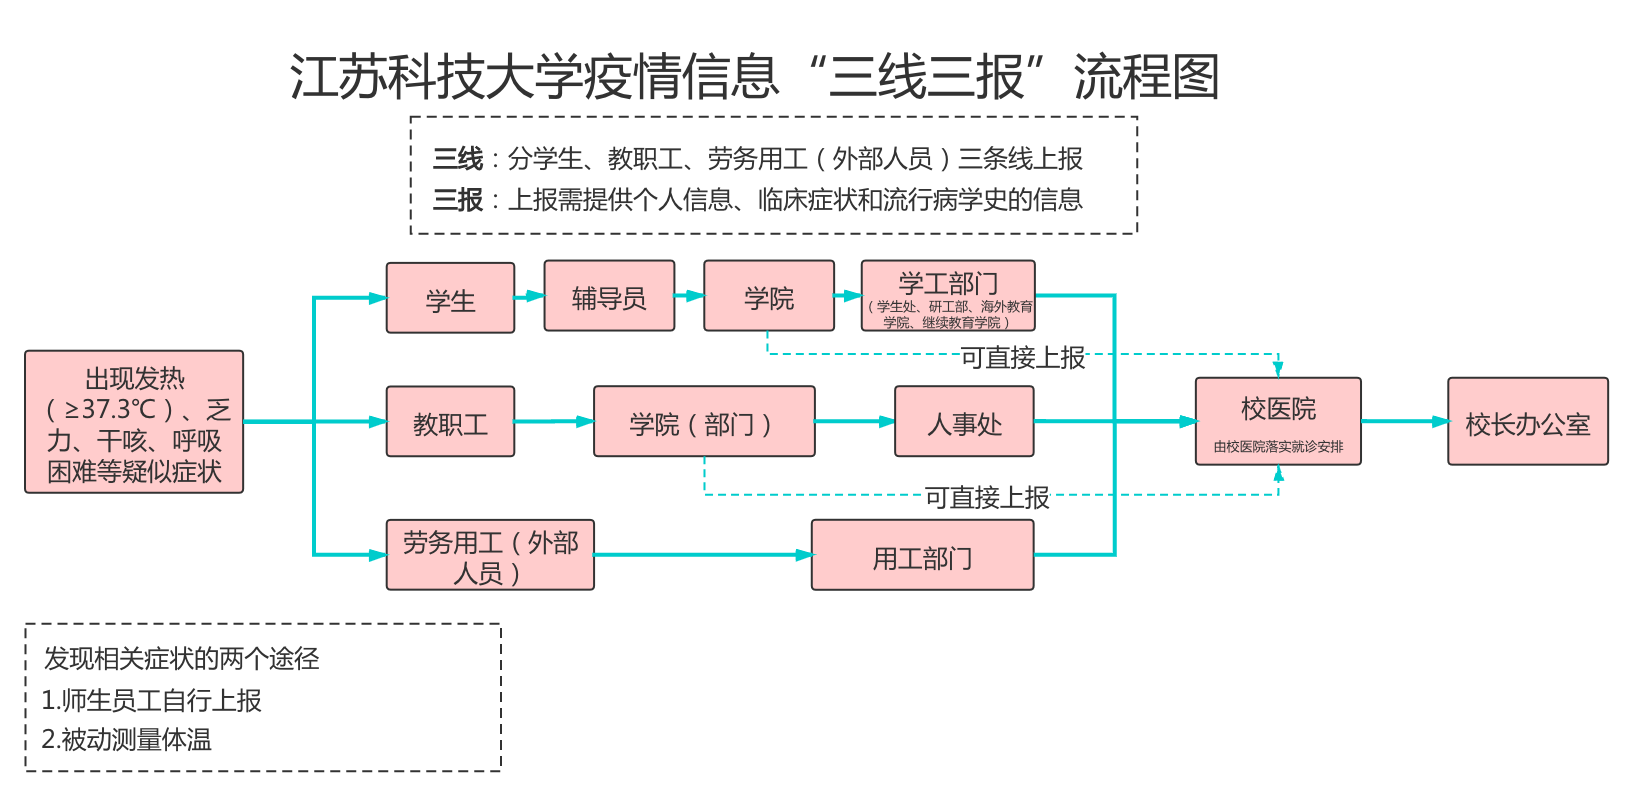 江苏科技大学疫情信息“三线三报”流程图
三线：分学生、教职工、劳务用工（外部人员）三条线上报
三报：上报需提供个人信息、临床症状和流行病学史的信息
学生
辅导员
学院
学工部门
（学生处、研工部、海外教育
学院、继续教育学院）
可直接上报
出现发热
（≥37.3℃）、乏
力、干咳、呼吸
困难等疑似症状
教职工
学院（部门）
人事处
校医院
由校医院落实就诊安排
校长办公室
可直接上报
劳务用工（外部
人员）
用工部门
发现相关症状的两个途径
1.师生员工自行上报
2.被动测量体温